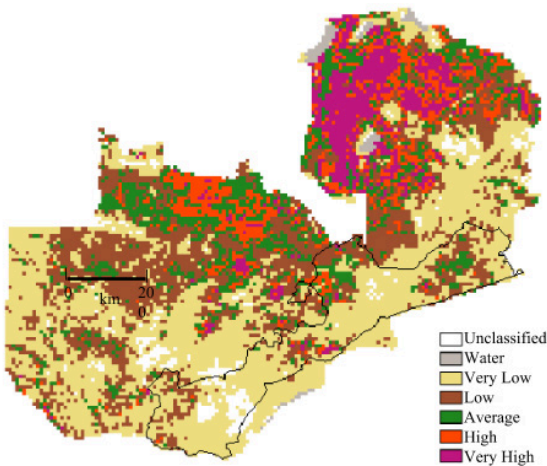 0 20
km. 0.
Unclassified
Water
Very Low
Low
Average
High
Very High